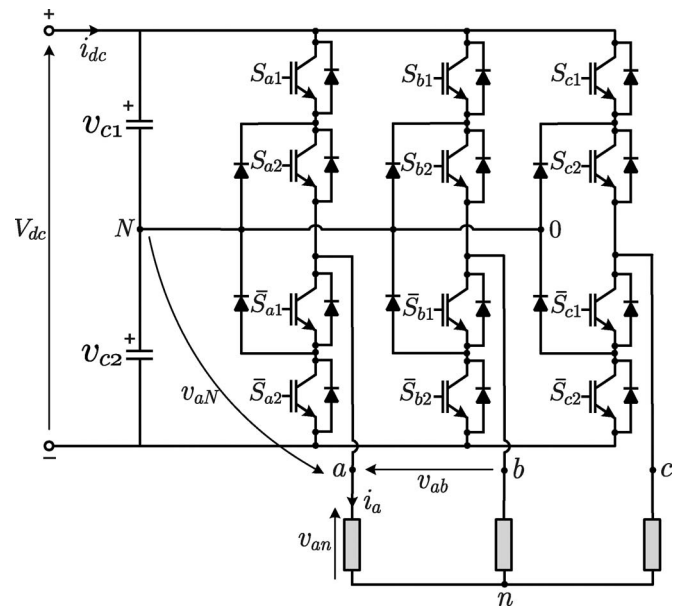 +
i_dc
S_a1
S_b1
S_c1
+
v_c1
S_a2
S_b2
S_c2
V_dc
N
0
S̄_a1
S̄_b1
S̄_c1
+
v_c2
v_aN
S̄_a2
S̄_b2
S̄_c2
−
a
v_ab
b
c
i_a
v_an
n